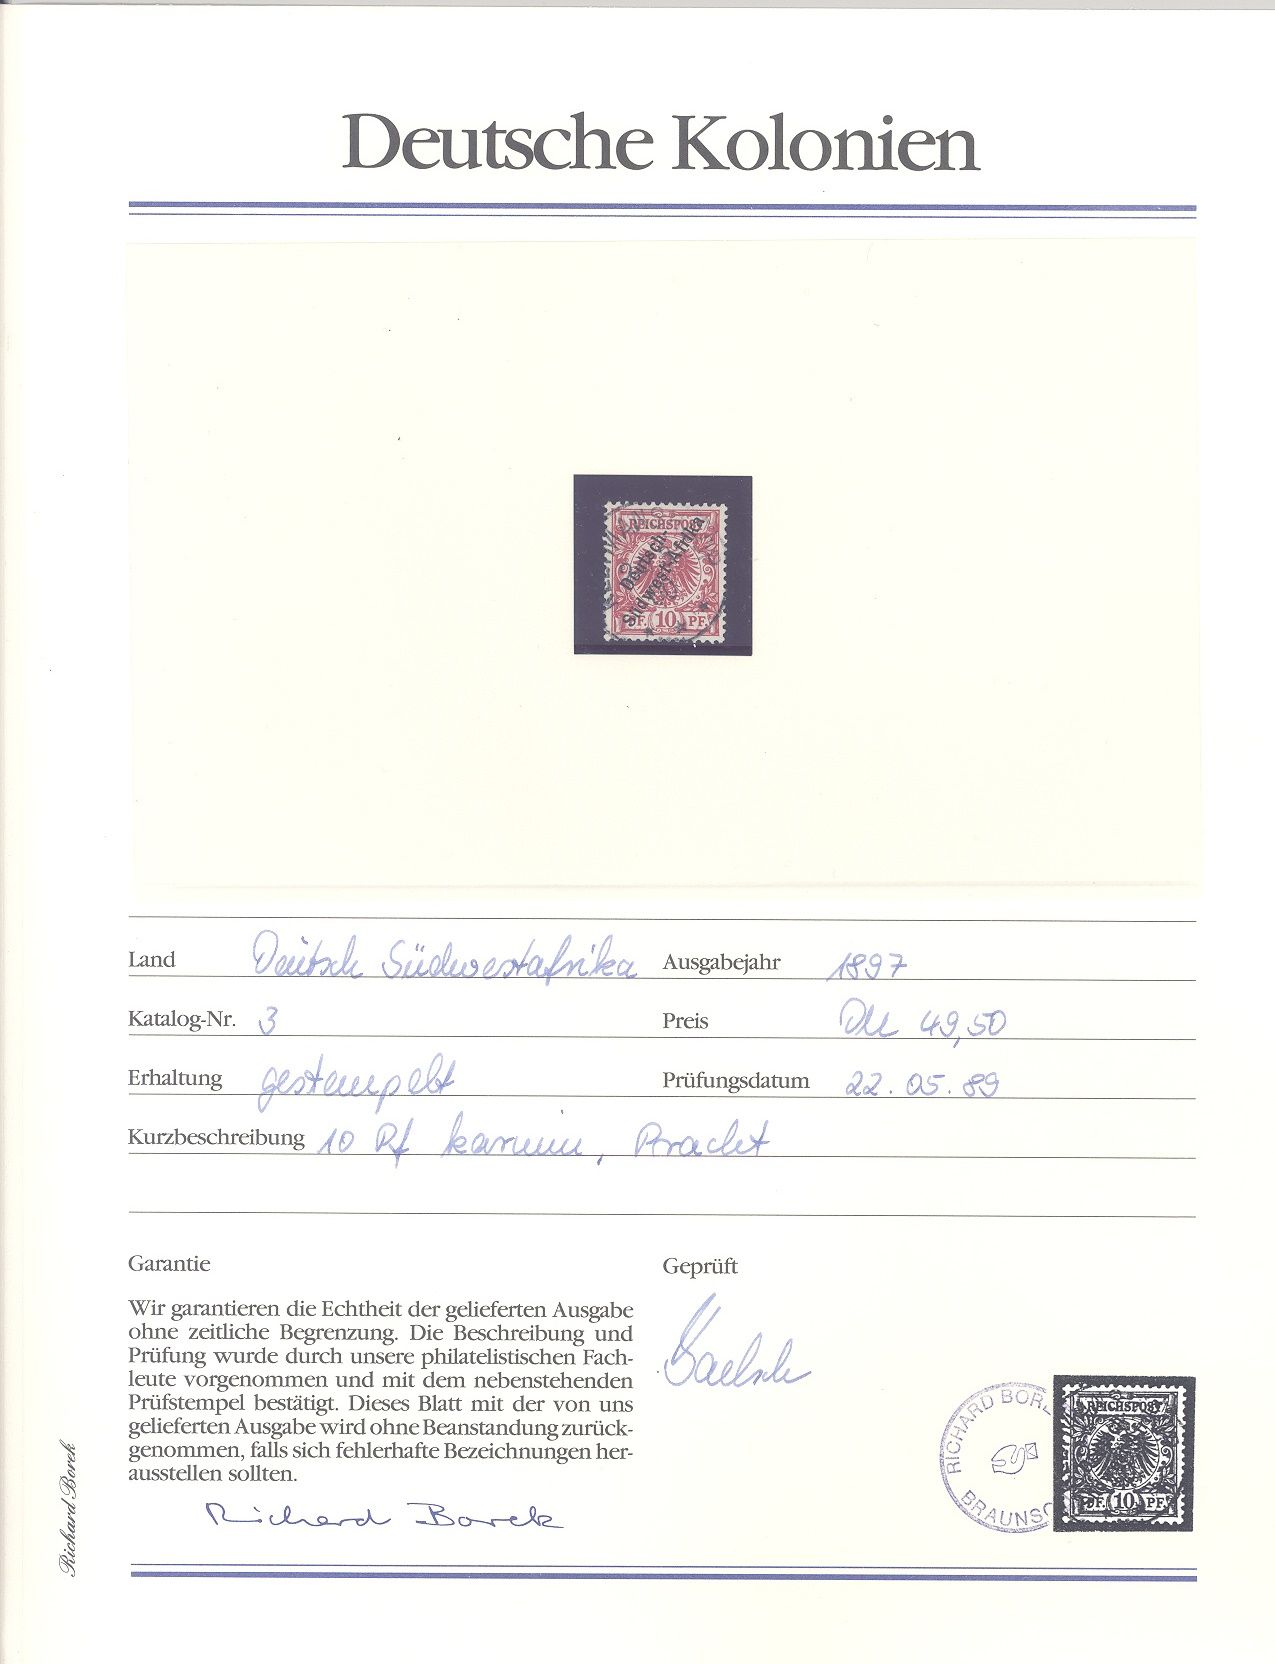 Deutsche Kolonien
REICHSPOST
Deutsch-
Südwest-Afrika
PF. 10 PF.
Land Deutsch Südwestafrika Ausgabejahr 1897
Katalog-Nr. 3 Preis DM 49,50
Erhaltung gestempelt Prüfungsdatum 22.05.89
Kurzbeschreibung 10 Pf karmin, Pracht
Garantie
Geprüft
Wir garantieren die Echtheit der gelieferten Ausgabe
ohne zeitliche Begrenzung. Die Beschreibung und
Prüfung wurde durch unsere philatelistischen Fach-
leute vorgenommen und mit dem nebenstehenden
Prüfstempel bestätigt. Dieses Blatt mit der von uns
gelieferten Ausgabe wird ohne Beanstandung zurück-
genommen, falls sich fehlerhafte Bezeichnungen her-
ausstellen sollten.
Richard Borek
RICHARD BORE
BRAUNSC
REICHSPOST
PF. 10 PF.
Richard Borek